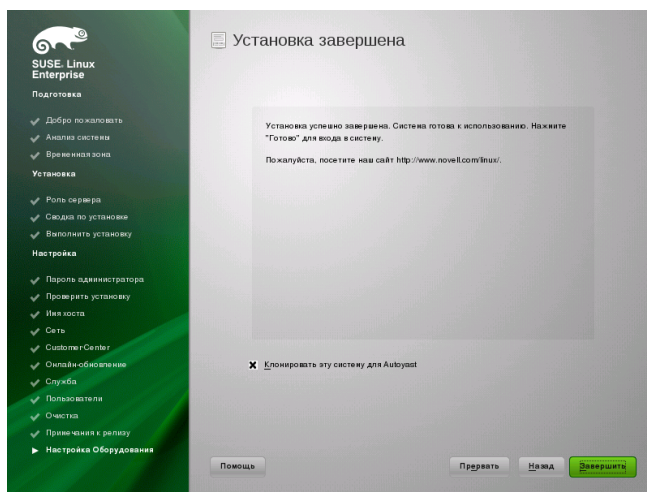 SUSE. Linux
Enterprise
Подготовка
Добро пожаловать
Анализ системы
Временная зона
Установка
Роль сервера
Сводка по установке
Выполнить установку
Настройка
Пароль администратора
Проверить установку
Имя хоста
Сеть
Customer Center
Онлайн-обновление
Служба
Пользователи
Очистка
Примечания к релизу
Настройка Оборудования
Установка завершена
Установка успешно завершена. Система готова к использованию. Нажмите
"Готово" для входа в систему.
Пожалуйста, посетите наш сайт http://www.novell.com/linux/.
Клонировать эту систему для Autoyast
Помощь
Прервать
Назад
Завершить